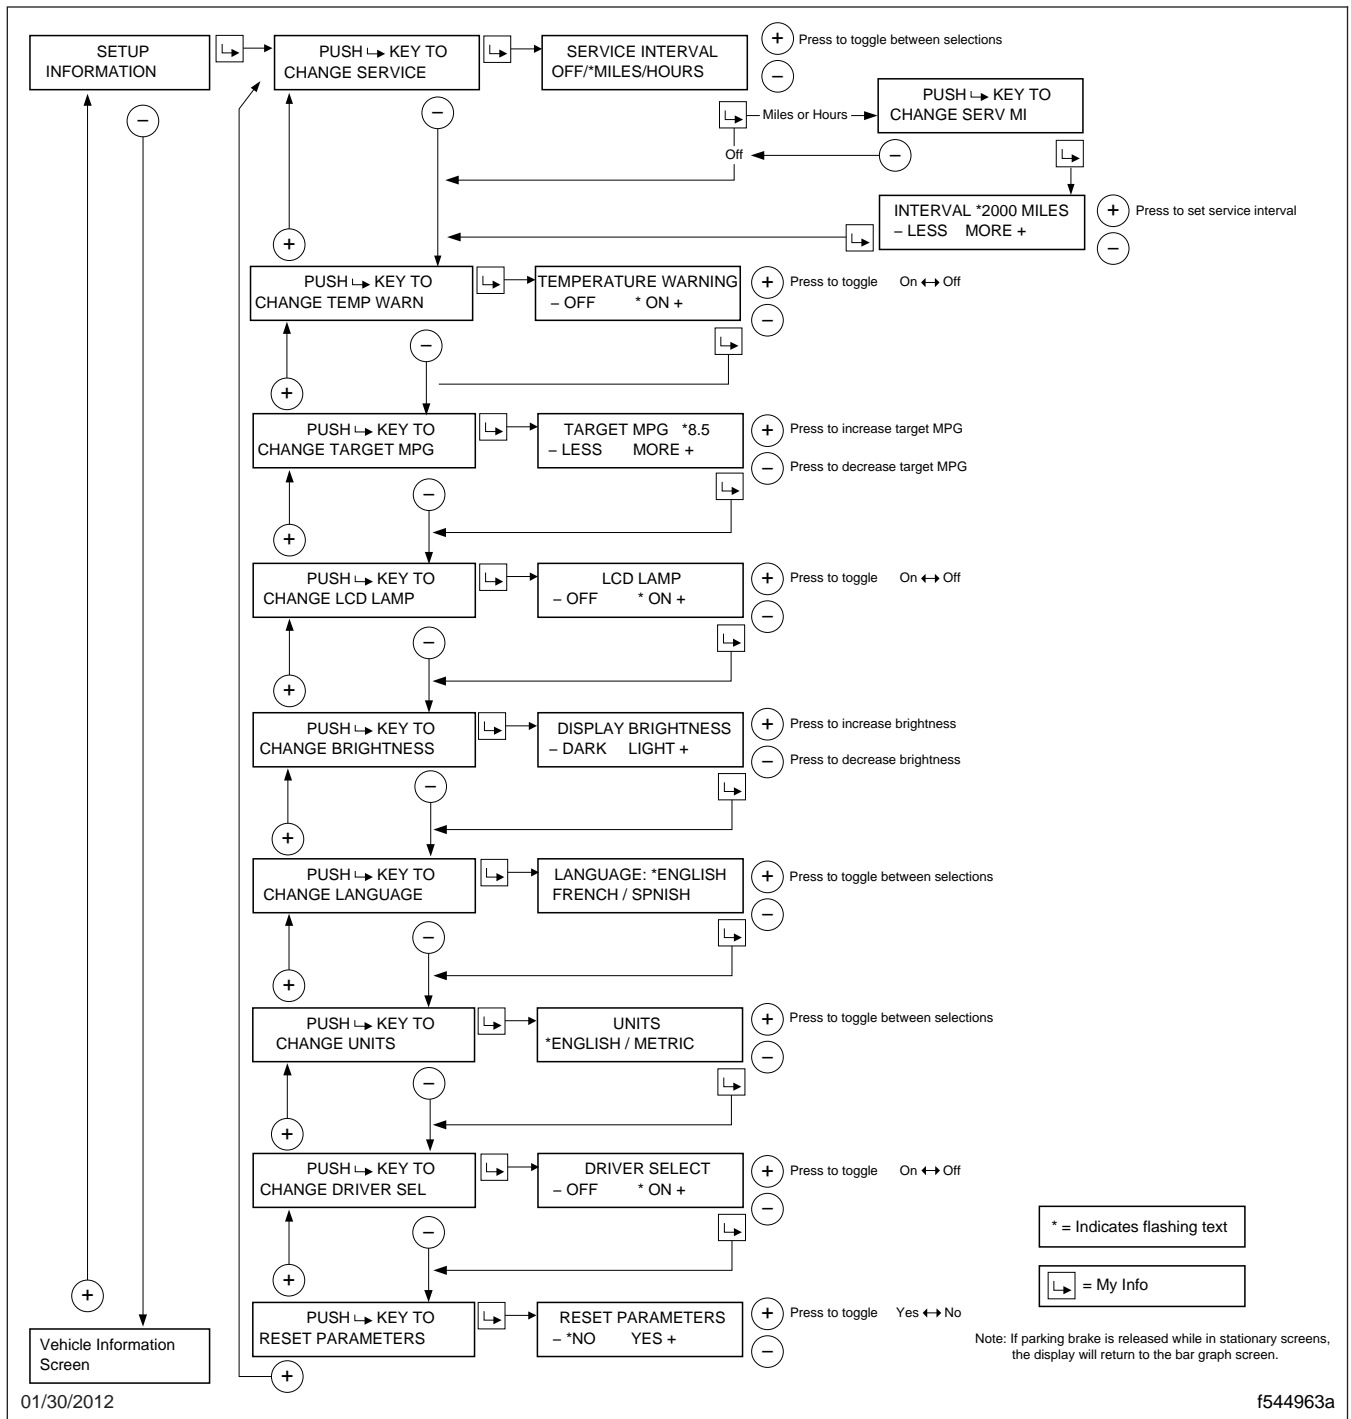 SETUP
INFORMATION
PUSH KEY TO
CHANGE SERVICE
SERVICE INTERVAL
OFF/*MILES/HOURS
+ Press to toggle between selections
−
−
−
Miles or Hours
PUSH KEY TO
CHANGE SERV MI
Off
−
INTERVAL *2000 MILES
– LESS MORE +
+ Press to set service interval
−
+
PUSH KEY TO
CHANGE TEMP WARN
TEMPERATURE WARNING
– OFF * ON +
+ Press to toggle On ↔ Off
−
−
+
PUSH KEY TO
CHANGE TARGET MPG
TARGET MPG *8.5
– LESS MORE +
+ Press to increase target MPG
− Press to decrease target MPG
−
+
PUSH KEY TO
CHANGE LCD LAMP
LCD LAMP
– OFF * ON +
+ Press to toggle On ↔ Off
−
−
+
PUSH KEY TO
CHANGE BRIGHTNESS
DISPLAY BRIGHTNESS
– DARK LIGHT +
+ Press to increase brightness
− Press to decrease brightness
−
+
PUSH KEY TO
CHANGE LANGUAGE
LANGUAGE: *ENGLISH
FRENCH / SPNISH
+ Press to toggle between selections
−
−
+
PUSH KEY TO
CHANGE UNITS
UNITS
*ENGLISH / METRIC
+ Press to toggle between selections
−
−
+
PUSH KEY TO
CHANGE DRIVER SEL
DRIVER SELECT
– OFF * ON +
+ Press to toggle On ↔ Off
−
−
+
PUSH KEY TO
RESET PARAMETERS
RESET PARAMETERS
– *NO YES +
+ Press to toggle Yes ↔ No
−
+
+
Vehicle Information
Screen
* = Indicates flashing text
= My Info
Note: If parking brake is released while in stationary screens,
the display will return to the bar graph screen.
01/30/2012
f544963a